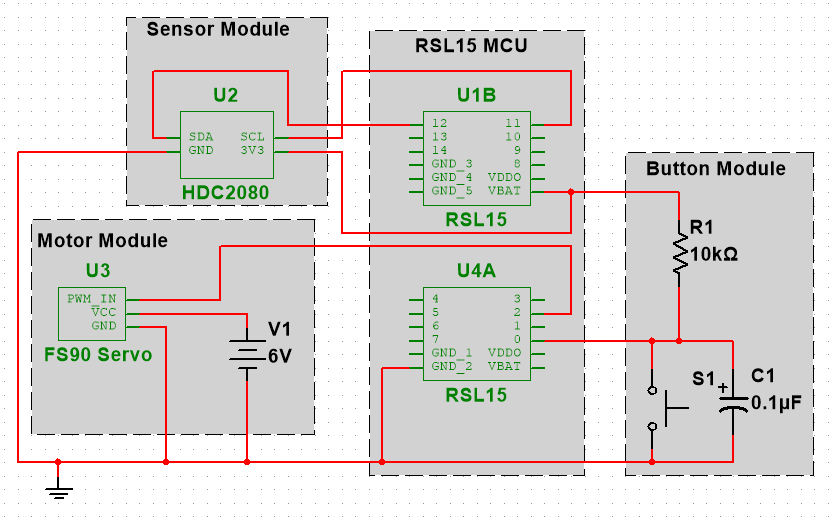 Sensor Module
U2
SDA SCL
GND 3V3
HDC2080
RSL15 MCU
U1B
12 11
13 10
14 9
GND_3 8
GND_4 VDDO
GND_5 VBAT
RSL15
U4A
4 3
5 2
6 1
7 0
GND_1 VDDO
GND_2 VBAT
RSL15
Motor Module
U3
PWM_IN
VCC
GND
FS90 Servo
V1
6V
Button Module
R1
10kΩ
S1
+
C1
0.1µF